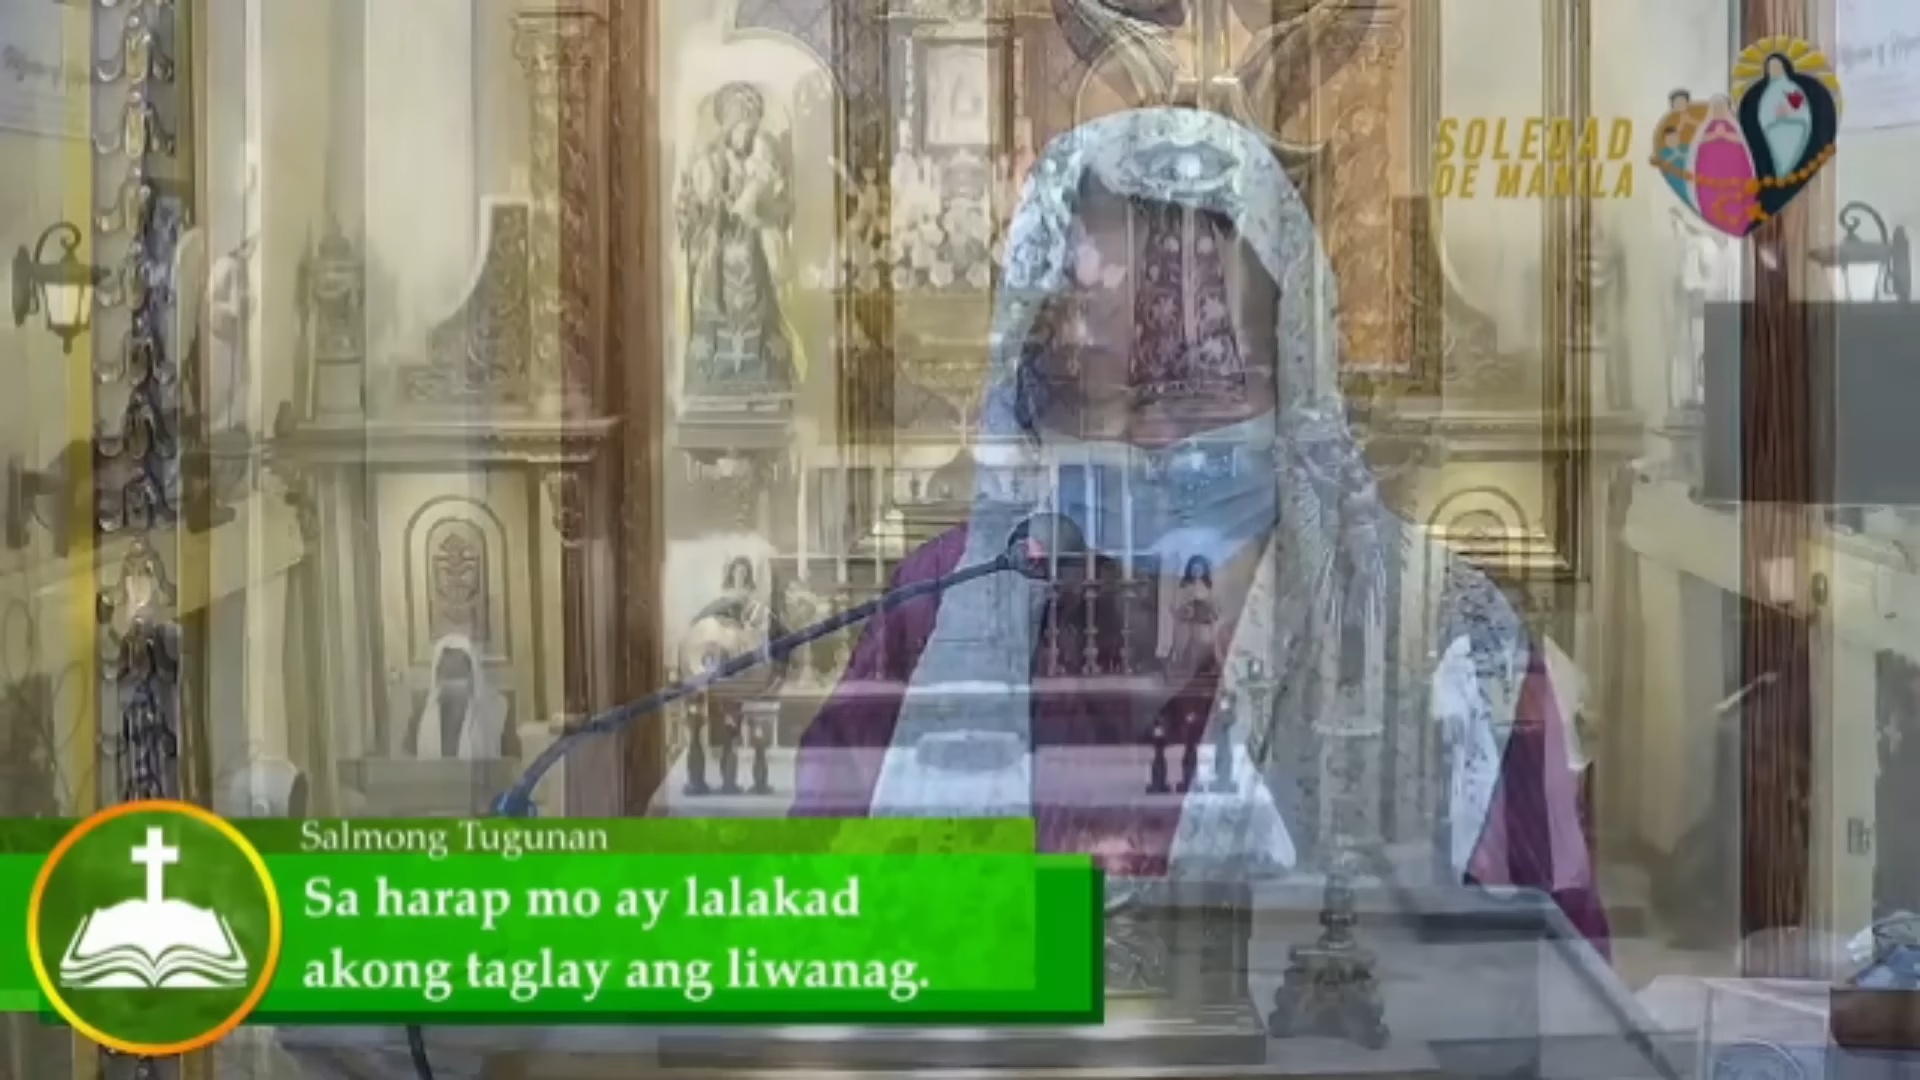 SOLEDAD
DE MANILA
Salmong Tugunan
Sa harap mo ay lalakad
akong taglay ang liwanag.